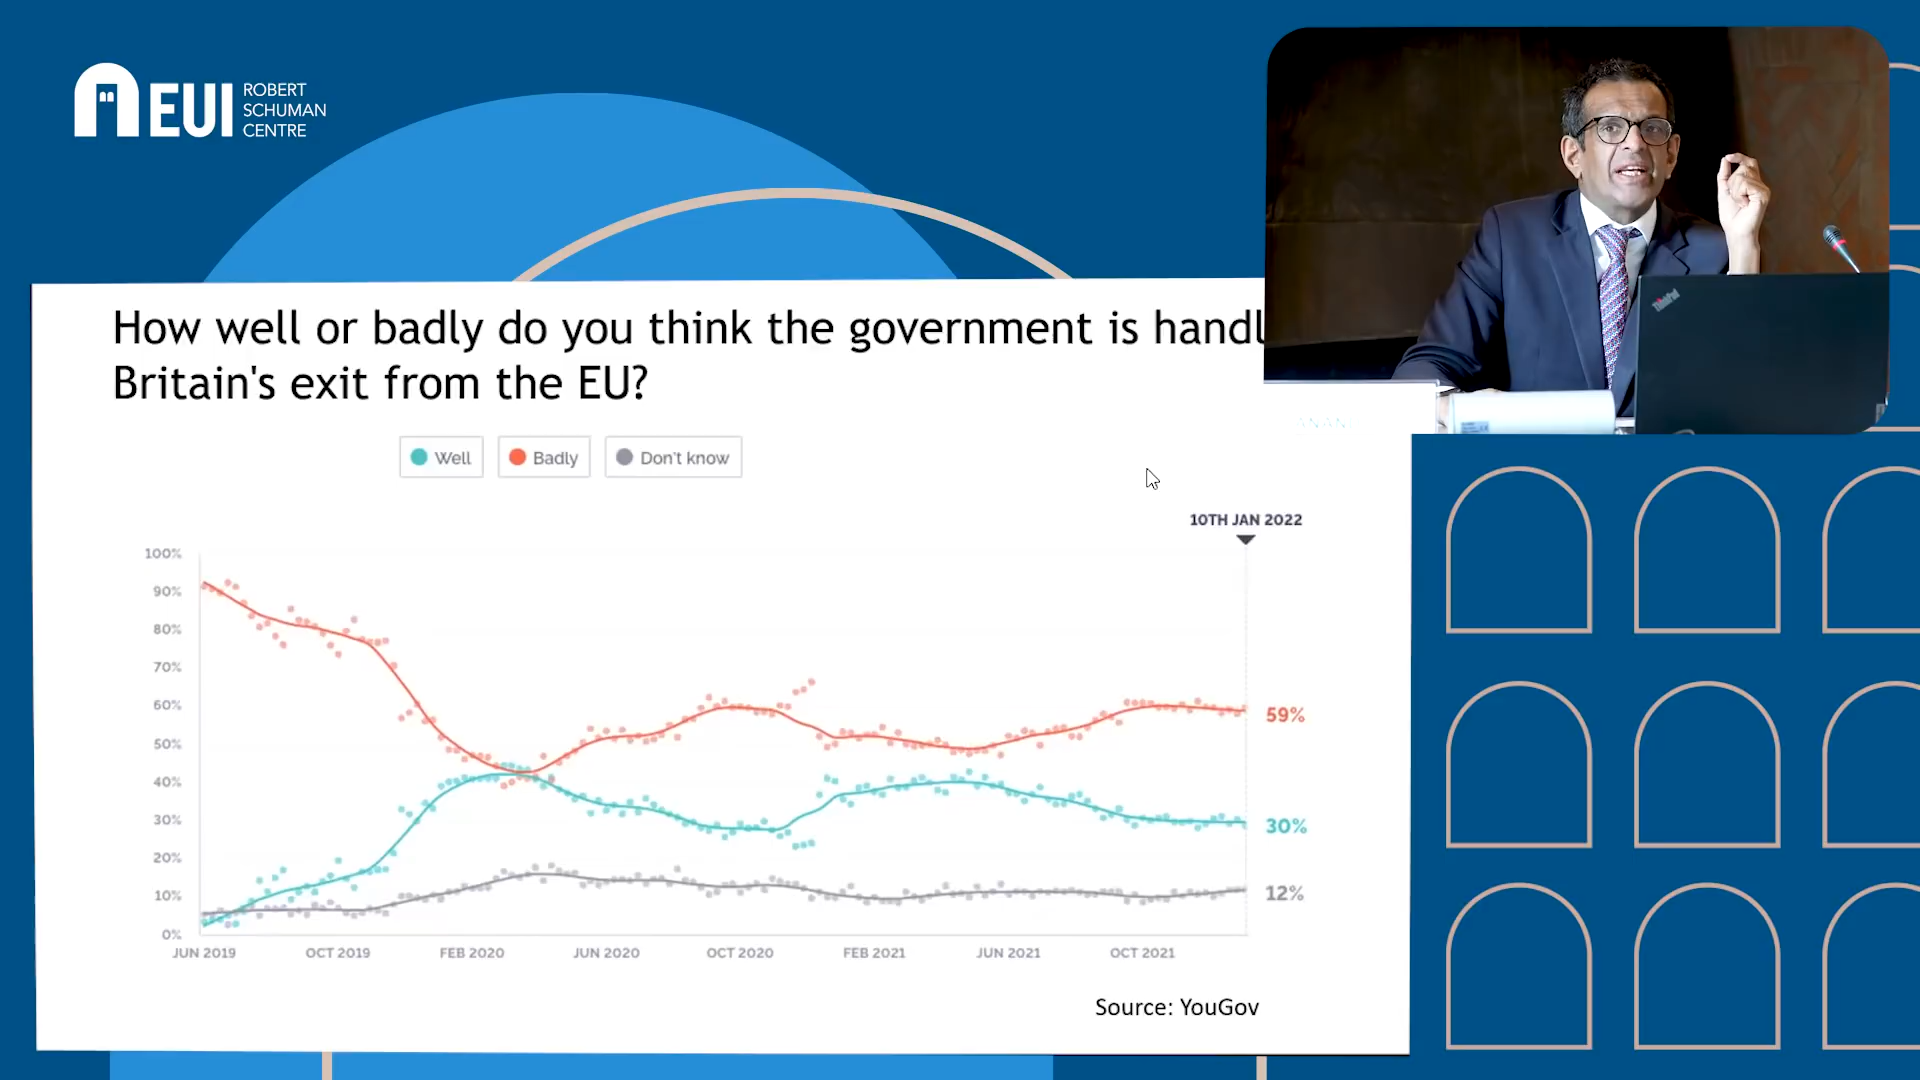 EUI
ROBERT
SCHUMAN
CENTRE
How well or badly do you think the government is handl
Britain's exit from the EU?
ThinkPad
ANAN
Well
Badly
Don't know
10TH JAN 2022
100%
90%
80%
70%
60%
50%
40%
30%
20%
10%
0%
59%
30%
12%
JUN 2019
OCT 2019
FEB 2020
JUN 2020
OCT 2020
FEB 2021
JUN 2021
OCT 2021
Source: YouGov